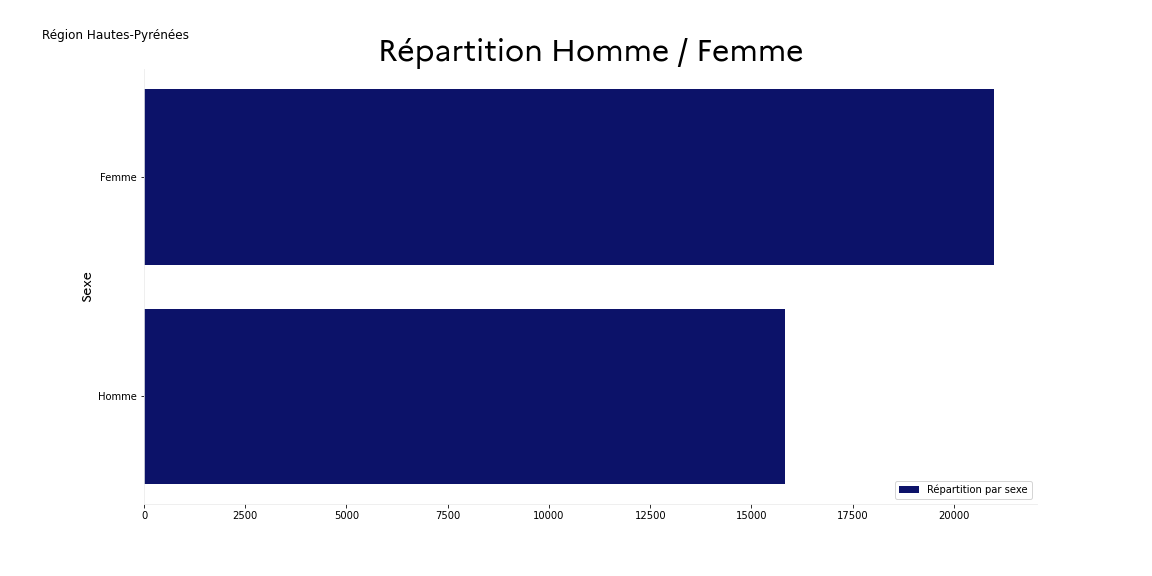 Région Hautes-Pyrénées
Répartition Homme / Femme
Femme
Sexe
Homme
Répartition par sexe
0 2500 5000 7500 10000 12500 15000 17500 20000